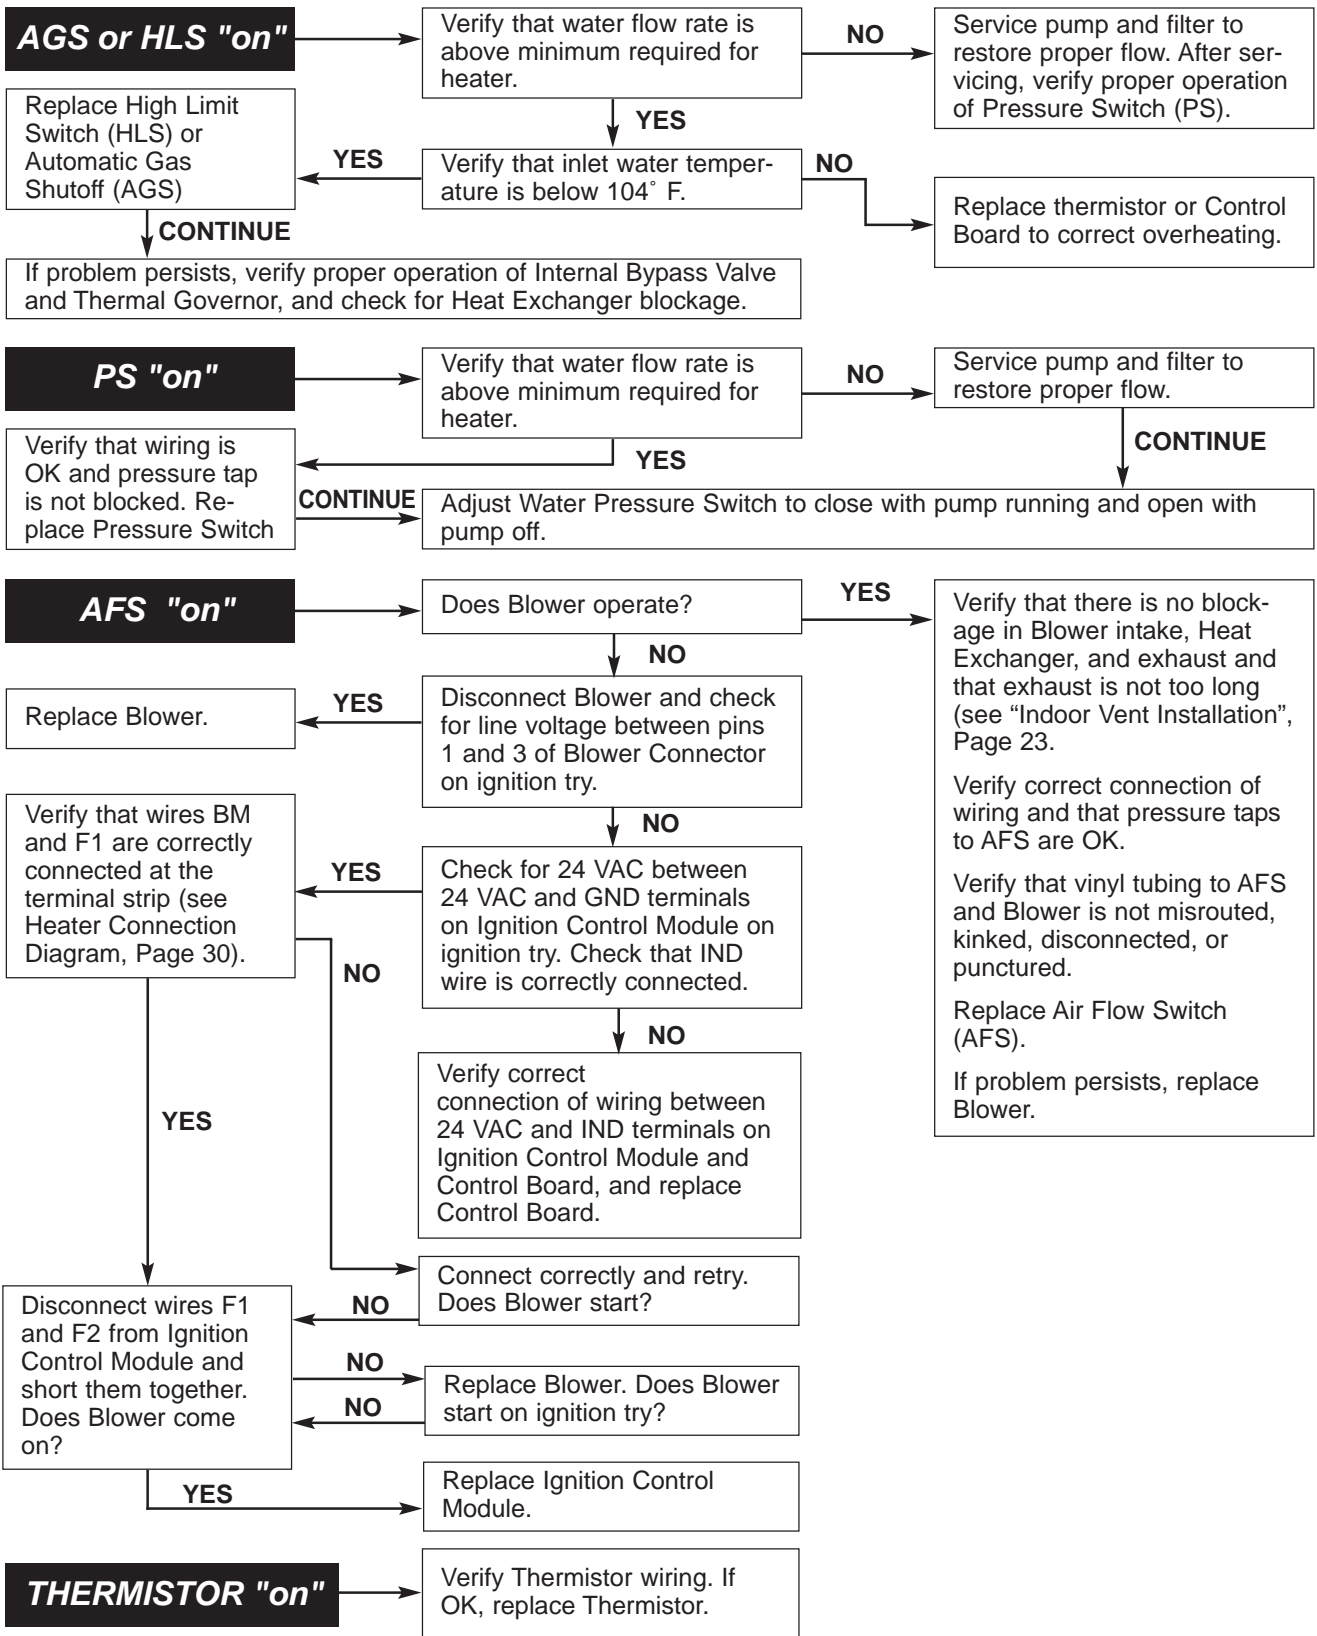 AGS or HLS "on"
Verify that water flow rate is
above minimum required for
heater.
NO
Service pump and filter to
restore proper flow. After ser-
vicing, verify proper operation
of Pressure Switch (PS).
YES
Verify that inlet water temper-
ature is below 104˚ F.
NO
Replace thermistor or Control
Board to correct overheating.
YES
Replace High Limit
Switch (HLS) or
Automatic Gas
Shutoff (AGS)
CONTINUE
If problem persists, verify proper operation of Internal Bypass Valve
and Thermal Governor, and check for Heat Exchanger blockage.
PS "on"
Verify that water flow rate is
above minimum required for
heater.
NO
Service pump and filter to
restore proper flow.
CONTINUE
YES
Verify that wiring is
OK and pressure tap
is not blocked. Re-
place Pressure Switch
CONTINUE
Adjust Water Pressure Switch to close with pump running and open with
pump off.
AFS "on"
Does Blower operate?
YES
Verify that there is no block-
age in Blower intake, Heat
Exchanger, and exhaust and
that exhaust is not too long
(see “Indoor Vent Installation”,
Page 23.
Verify correct connection of
wiring and that pressure taps
to AFS are OK.
Verify that vinyl tubing to AFS
and Blower is not misrouted,
kinked, disconnected, or
punctured.
Replace Air Flow Switch
(AFS).
If problem persists, replace
Blower.
NO
Disconnect Blower and check
for line voltage between pins
1 and 3 of Blower Connector
on ignition try.
YES
Replace Blower.
NO
Check for 24 VAC between
24 VAC and GND terminals
on Ignition Control Module on
ignition try. Check that IND
wire is correctly connected.
YES
Verify that wires BM
and F1 are correctly
connected at the
terminal strip (see
Heater Connection
Diagram, Page 30).
NO
NO
Verify correct
connection of wiring between
24 VAC and IND terminals on
Ignition Control Module and
Control Board, and replace
Control Board.
YES
Connect correctly and retry.
Does Blower start?
NO
Disconnect wires F1
and F2 from Ignition
Control Module and
short them together.
Does Blower come
on?
NO
Replace Blower. Does Blower
start on ignition try?
NO
YES
Replace Ignition Control
Module.
THERMISTOR "on"
Verify Thermistor wiring. If
OK, replace Thermistor.